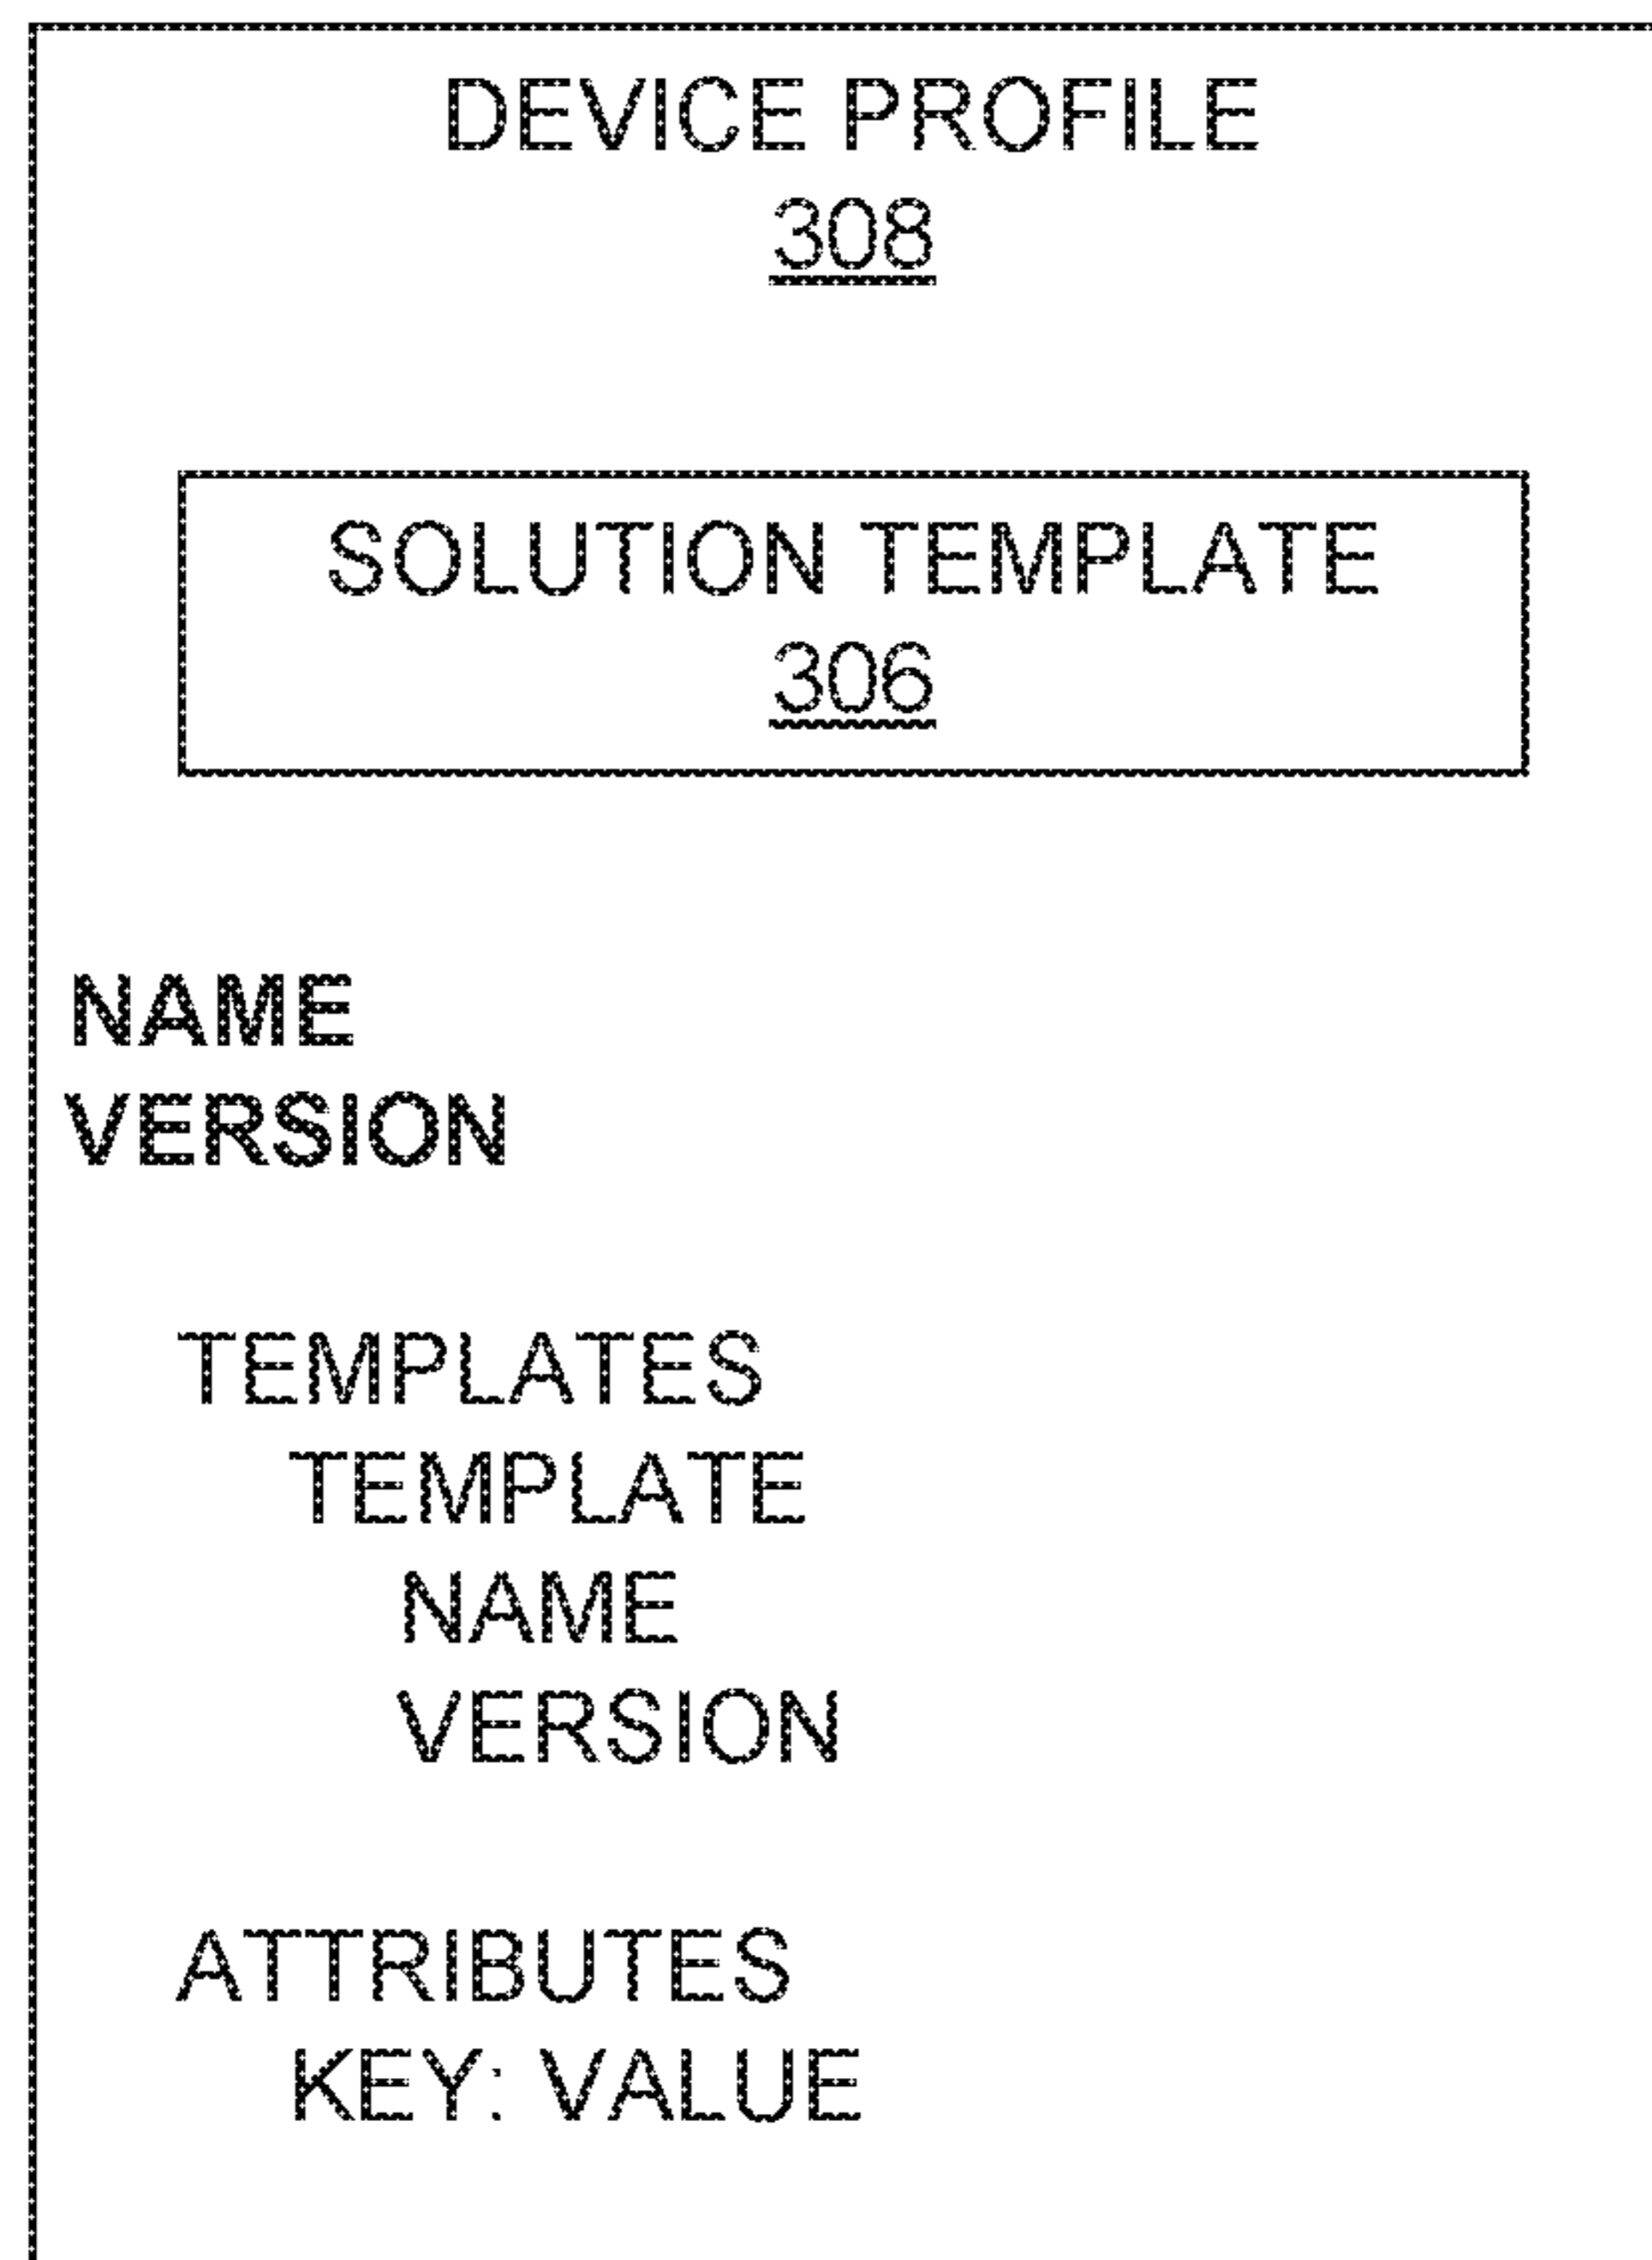 DEVICE PROFILE
308
SOLUTION TEMPLATE
306
NAME
VERSION
TEMPLATES
TEMPLATE
NAME
VERSION
ATTRIBUTES
KEY: VALUE